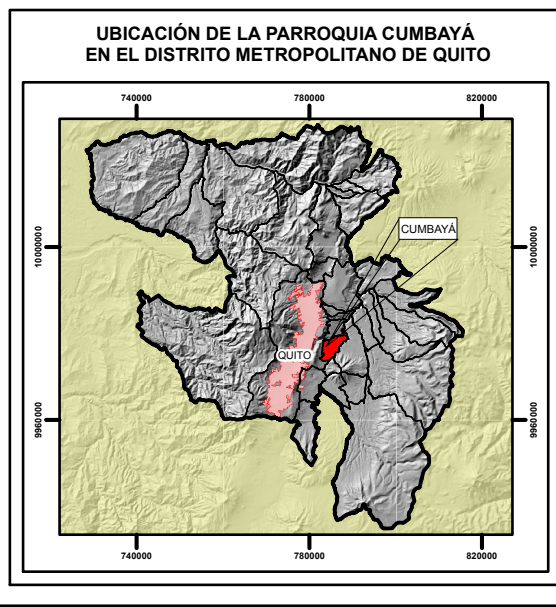 UBICACIÓN DE LA PARROQUIA CUMBAYÁ
EN EL DISTRITO METROPOLITANO DE QUITO
740000 780000 820000
10000000 10000000
CUMBAYÁ
QUITO
9960000 9960000
740000 780000 820000